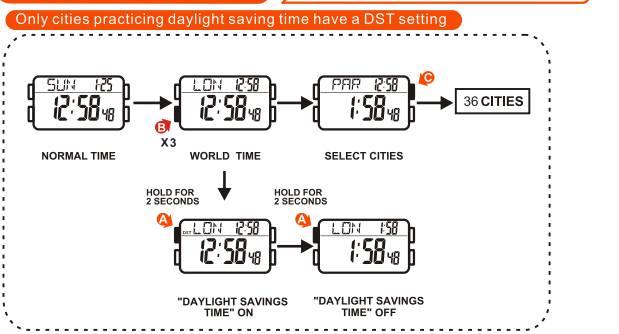 Only cities practicing daylight saving time have a DST setting
SUN 1:25
12:58 48
LON 12:58
12:58 48
PAR 12:58
1:58 48
C
36 CITIES
B
X3
NORMAL TIME
WORLD TIME
SELECT CITIES
HOLD FOR
2 SECONDS
HOLD FOR
2 SECONDS
A
A
DST LON 12:58
12:58 48
LON 1:58
1:58 48
"DAYLIGHT SAVINGS
TIME" ON
"DAYLIGHT SAVINGS
TIME" OFF